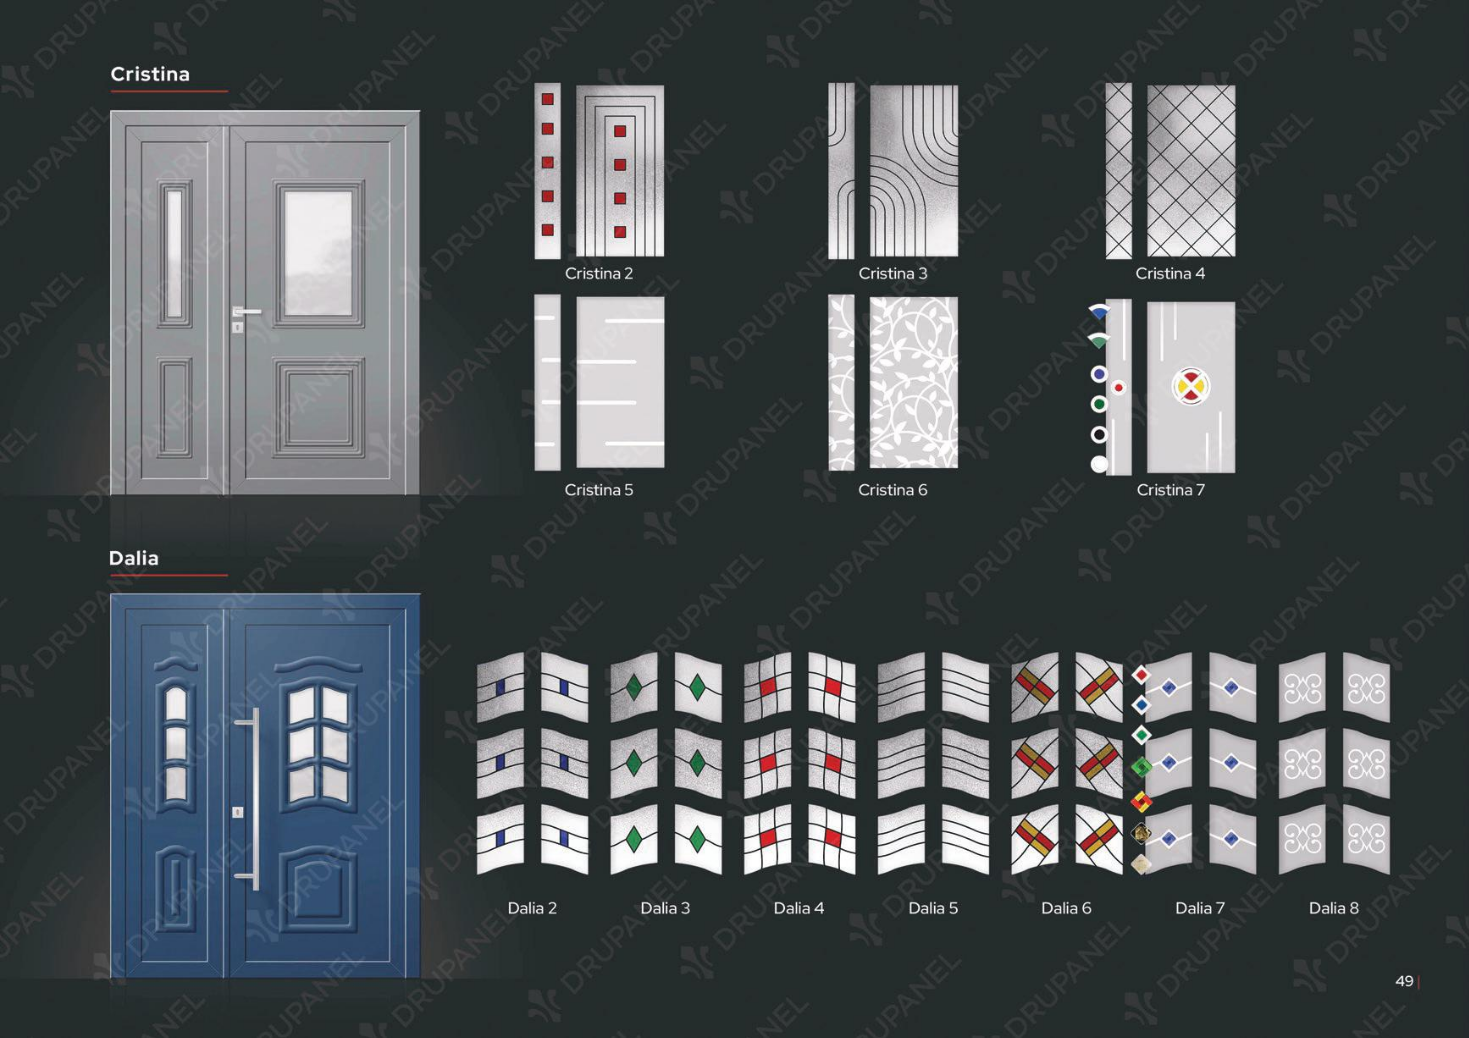 Cristina
Cristina 2
Cristina 3
Cristina 4
Cristina 5
Cristina 6
Cristina 7
Dalia
Dalia 2
Dalia 3
Dalia 4
Dalia 5
Dalia 6
Dalia 7
Dalia 8
49
DRUPANEL